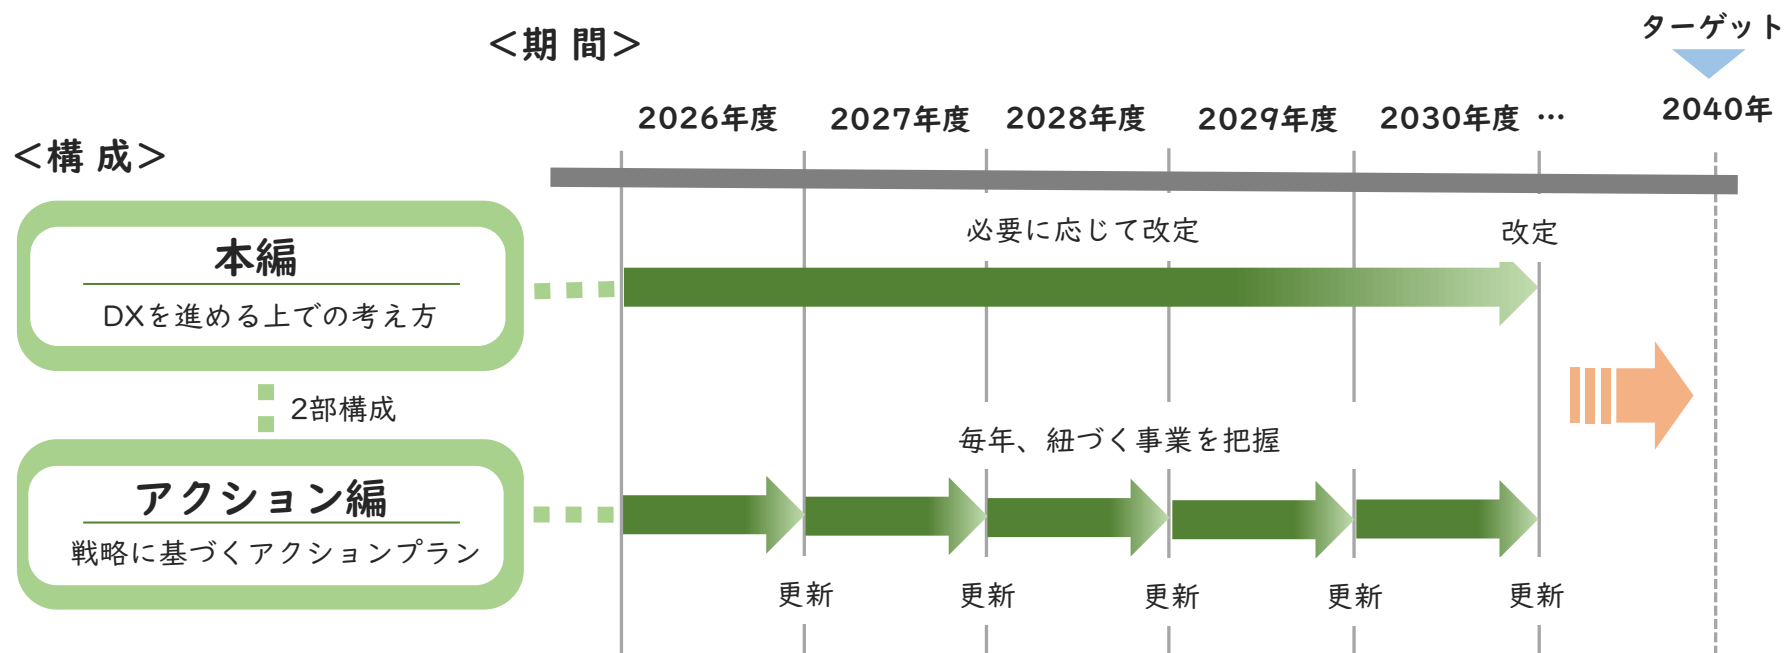 ＜期 間＞
ターゲット
2026年度
2027年度
2028年度
2029年度
2030年度 …
2040年
＜構 成＞
本編
DXを進める上での考え方
必要に応じて改定
改定
2部構成
アクション編
戦略に基づくアクションプラン
毎年、紐づく事業を把握
更新
更新
更新
更新
更新